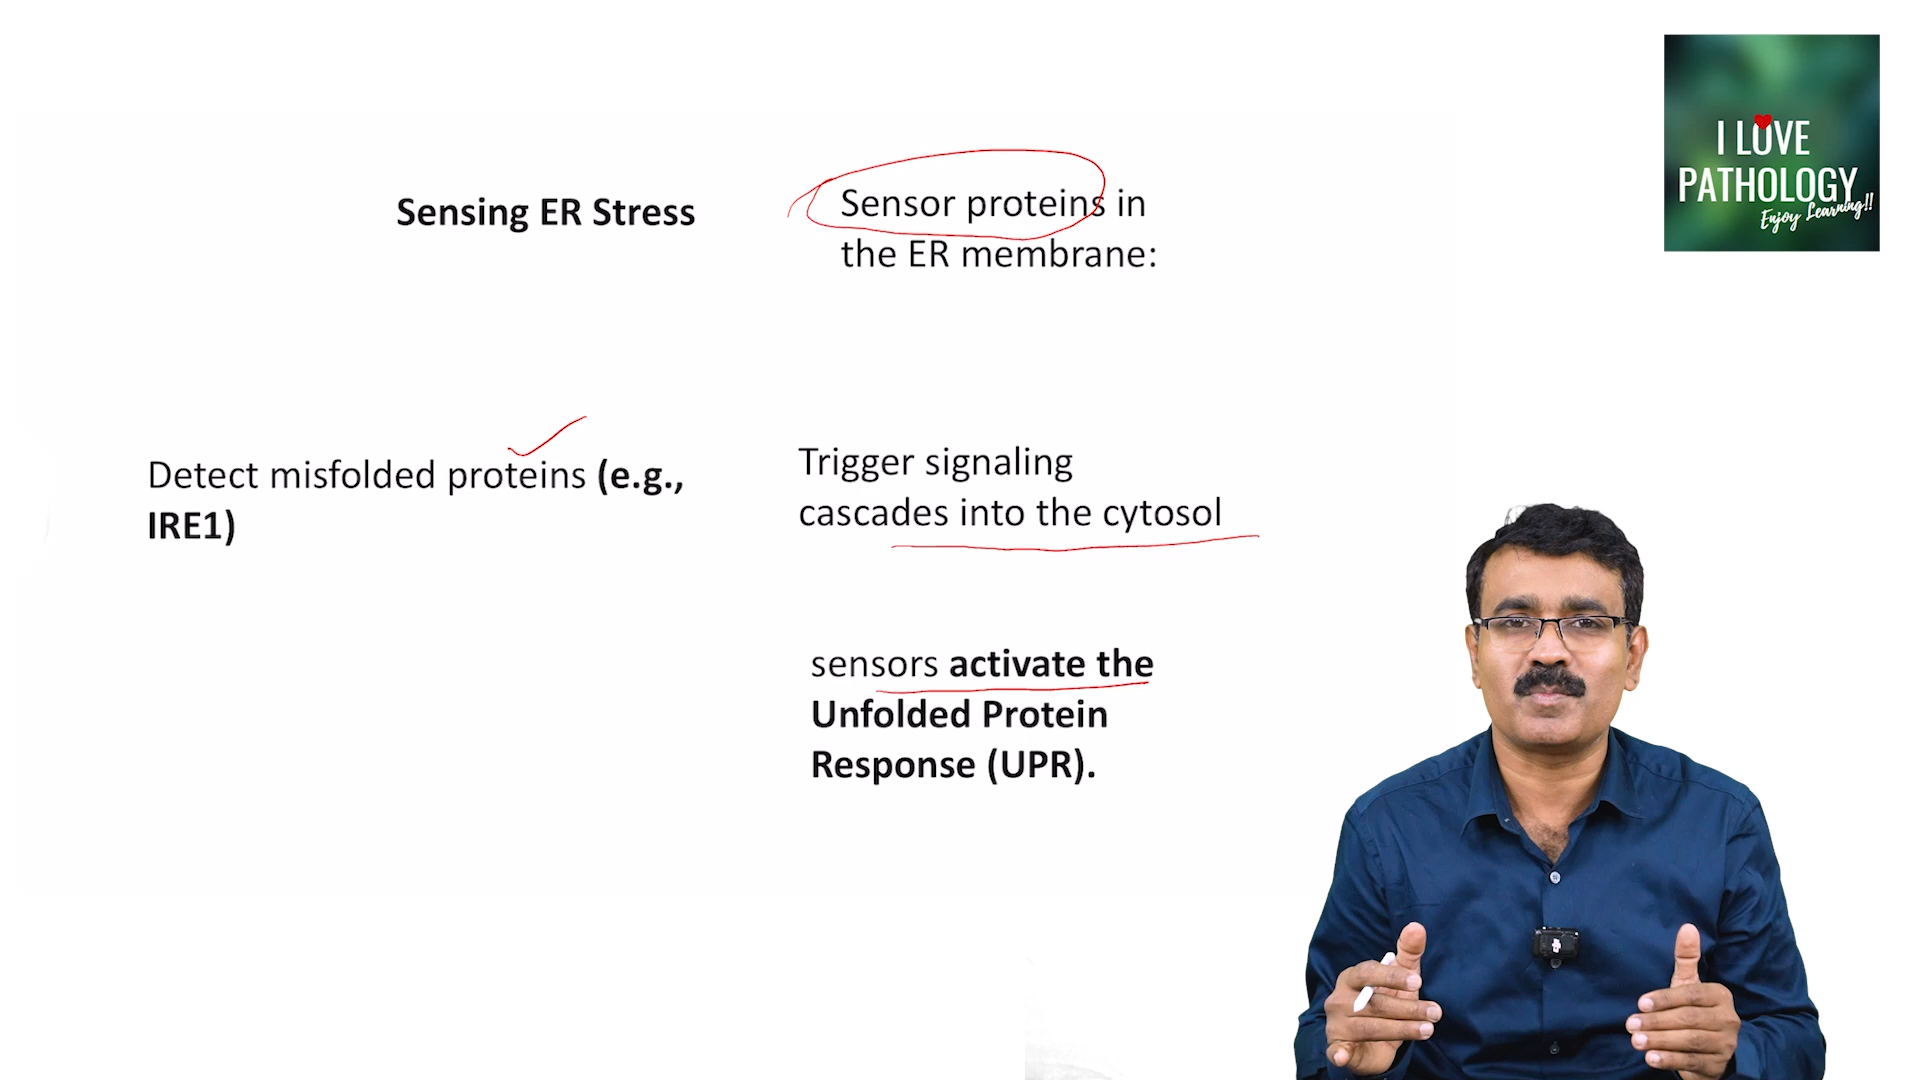 Sensing ER Stress
Sensor proteins in
the ER membrane:
I LOVE
PATHOLOGY
Enjoy Learning!!
Detect misfolded proteins (e.g.,
IRE1)
Trigger signaling
cascades into the cytosol
sensors activate the
Unfolded Protein
Response (UPR).